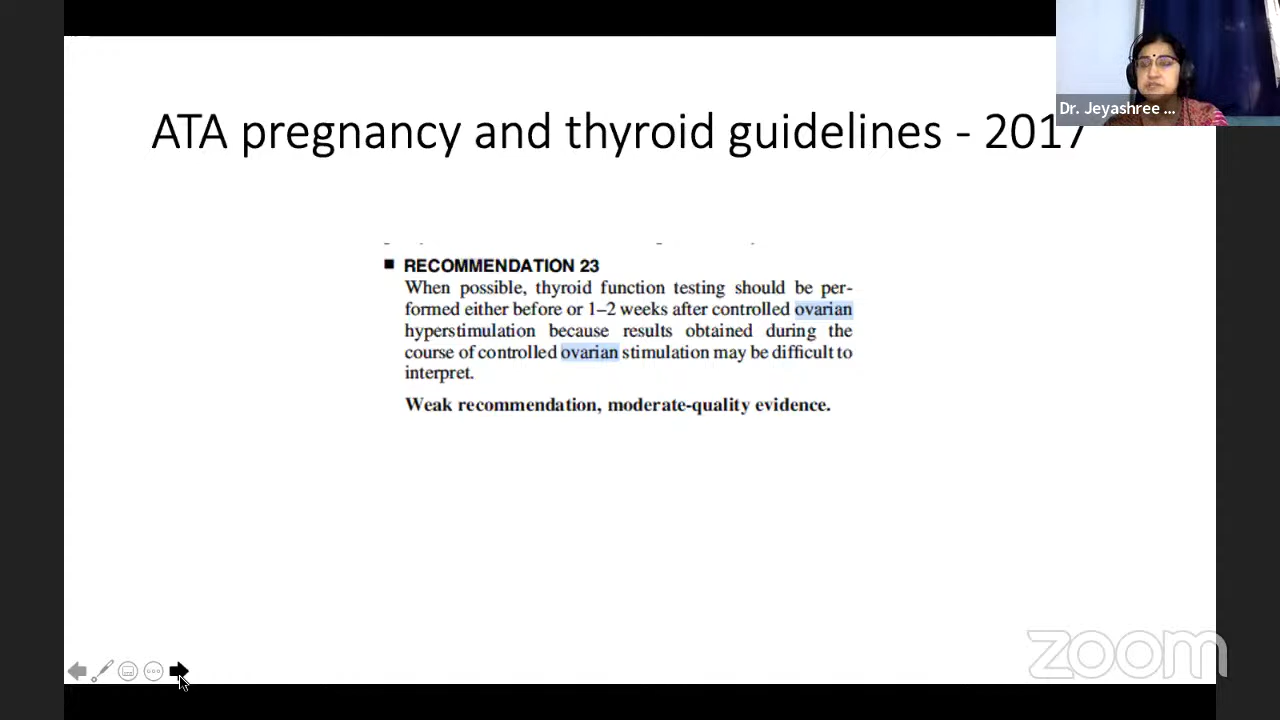 Dr. Jeyashree ...
ATA pregnancy and thyroid guidelines - 2017
RECOMMENDATION 23
When possible, thyroid function testing should be per-
formed either before or 1–2 weeks after controlled ovarian
hyperstimulation because results obtained during the
course of controlled ovarian stimulation may be difficult to
interpret.
Weak recommendation, moderate-quality evidence.
zoom